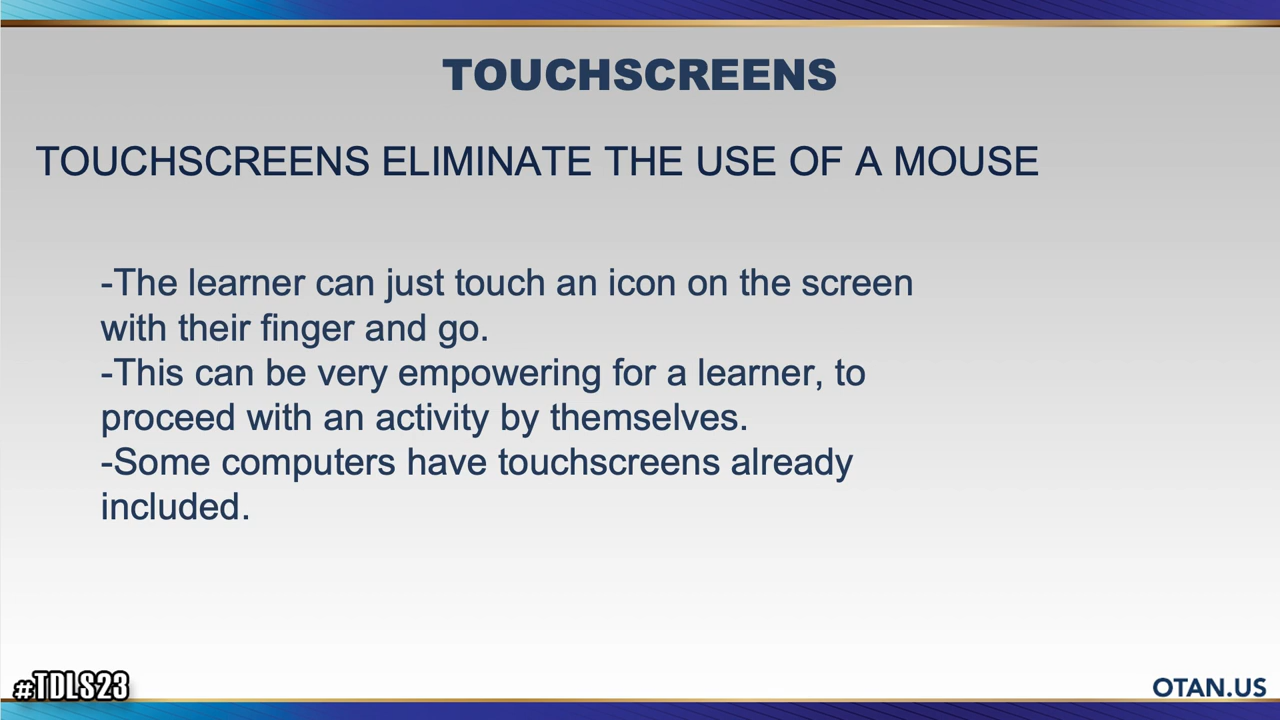 TOUCHSCREENS
TOUCHSCREENS ELIMINATE THE USE OF A MOUSE
-The learner can just touch an icon on the screen
with their finger and go.
-This can be very empowering for a learner, to
proceed with an activity by themselves.
-Some computers have touchscreens already
included.
#TDLS23
OTAN.US